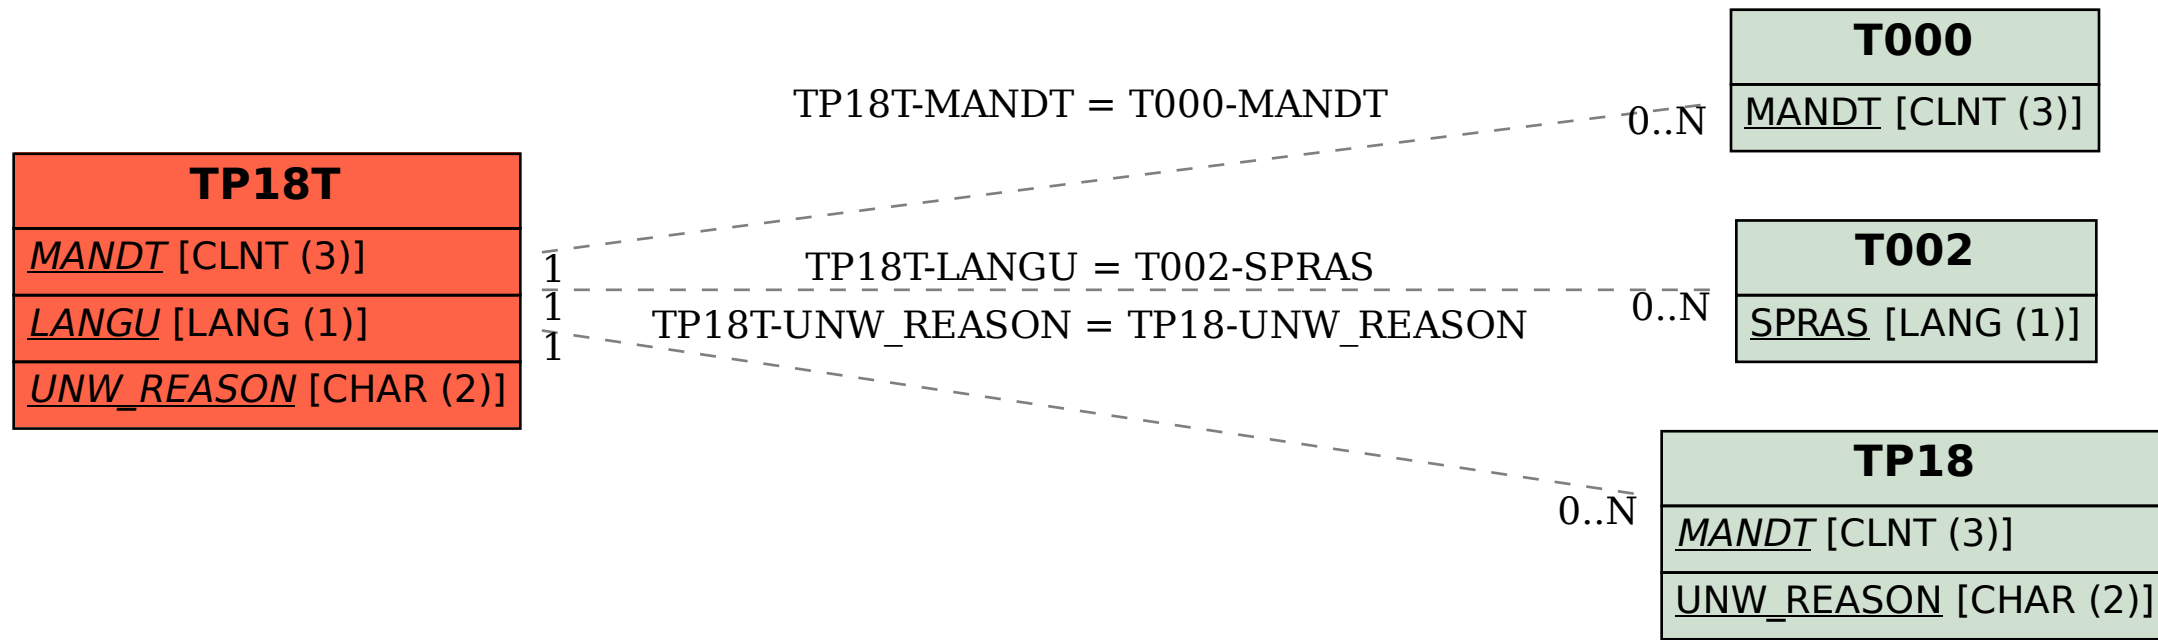 TP18T
MANDT [CLNT (3)]
LANGU [LANG (1)]
UNW_REASON [CHAR (2)]
TP18T-MANDT = T000-MANDT
0..N
1
TP18T-LANGU = T002-SPRAS
0..N
1
TP18T-UNW_REASON = TP18-UNW_REASON
0..N
1
T000
MANDT [CLNT (3)]
T002
SPRAS [LANG (1)]
TP18
MANDT [CLNT (3)]
UNW_REASON [CHAR (2)]